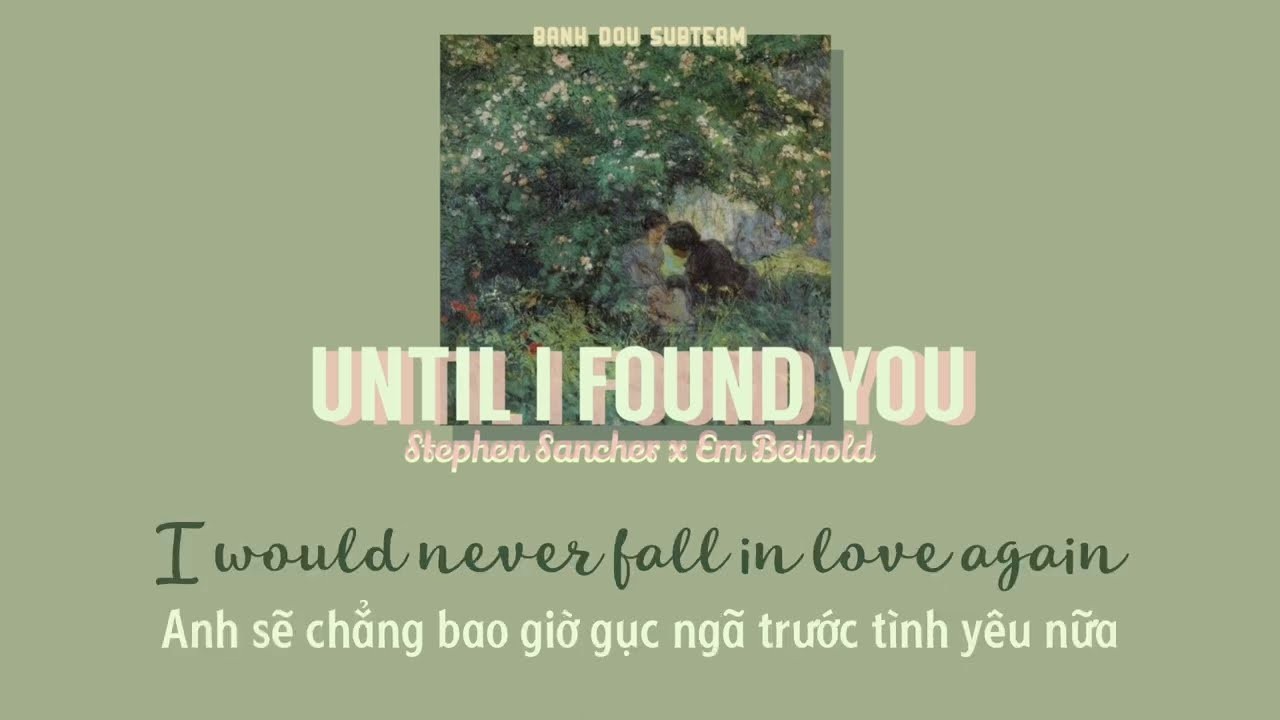 BANH DOU SUBTEAM
UNTIL I FOUND YOU
Stephen Sanchez x Em Beihold
I would never fall in love again
Anh sẽ chẳng bao giờ gục ngã trước tình yêu nữa